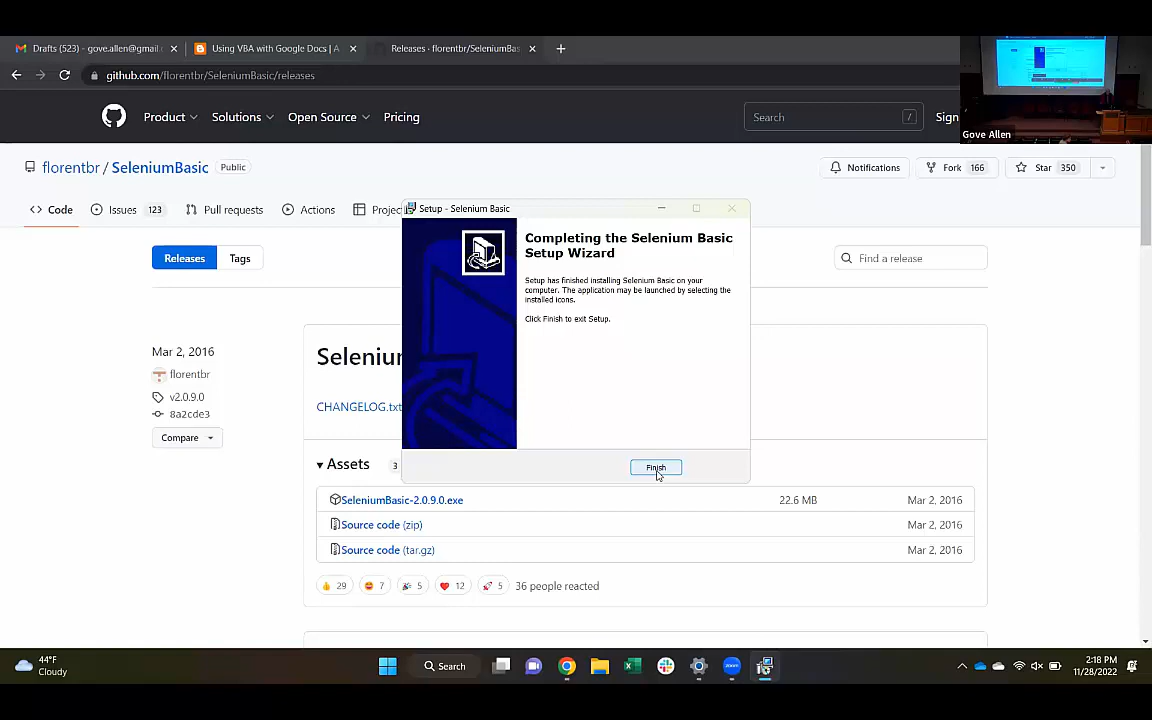 Drafts (523) - gove.allen@gmail.
Using VBA with Google Docs | A
Releases · florentbr/SeleniumBas
github.com/florentbr/SeleniumBasic/releases
Product
Solutions
Open Source
Pricing
Search
/
Sign
Gove Allen
florentbr / SeleniumBasic
Public
Notifications
Fork 166
Star 350
Code
Issues 123
Pull requests
Actions
Projec
Setup - Selenium Basic
Completing the Selenium Basic
Setup Wizard
Setup has finished installing Selenium Basic on your
computer. The application may be launched by selecting the
installed icons.
Click Finish to exit Setup.
Finish
Releases
Tags
Find a release
Mar 2, 2016
florentbr
v2.0.9.0
8a2cde3
Compare
Seleniu
CHANGELOG.txt
Assets 3
SeleniumBasic-2.0.9.0.exe 22.6 MB Mar 2, 2016
Source code (zip) Mar 2, 2016
Source code (tar.gz) Mar 2, 2016
29 7 5 12 5 36 people reacted
44°F
Cloudy
Search
2:18 PM
11/28/2022